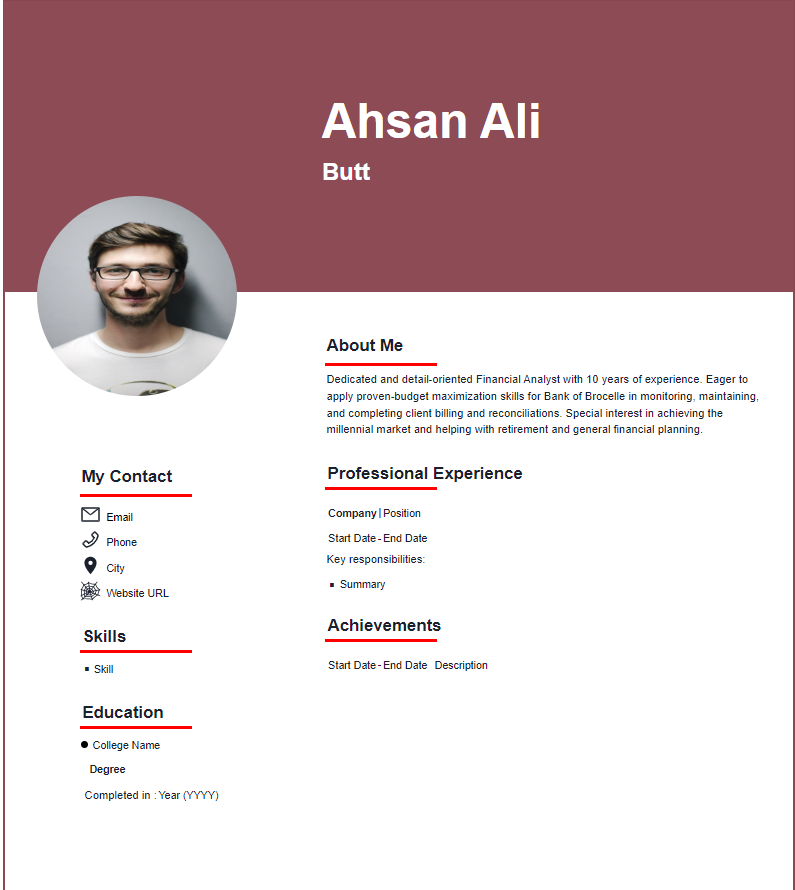 Ahsan Ali
Butt
About Me
Dedicated and detail-oriented Financial Analyst with 10 years of experience. Eager to
apply proven-budget maximization skills for Bank of Brocelle in monitoring, maintaining,
and completing client billing and reconciliations. Special interest in achieving the
millennial market and helping with retirement and general financial planning.
My Contact
Email
Phone
City
Website URL
Skills
▪ Skill
Education
● College Name
Degree
Completed in : Year (YYYY)
Professional Experience
Company | Position
Start Date - End Date
Key responsibilities:
▪ Summary
Achievements
Start Date - End Date Description